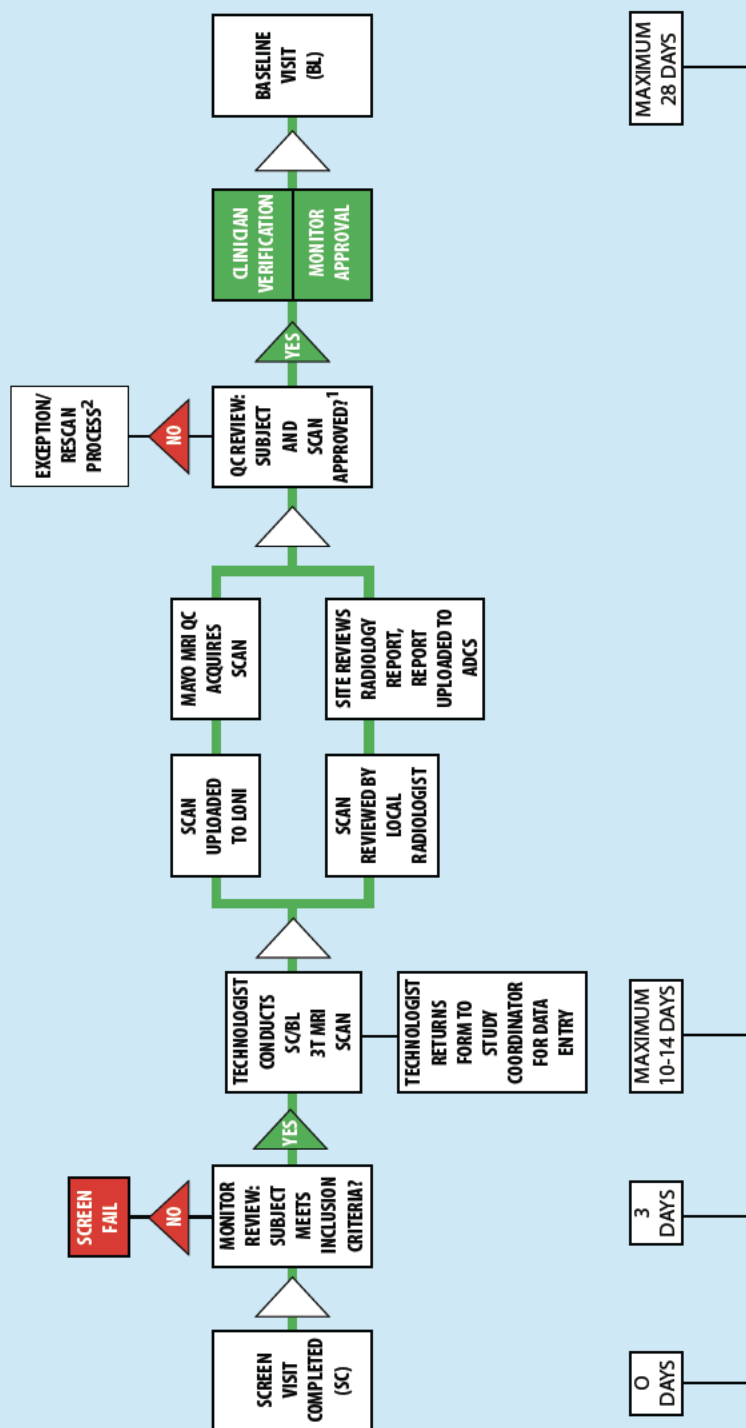 SCREEN
VISIT
COMPLETED
(SC)
MONITOR
REVIEW:
SUBJECT
MEETS
INCLUSION
CRITERIA?
NO
SCREEN
FAIL
YES
TECHNOLOGIST
CONDUCTS
SC/BL
3T MRI
SCAN
TECHNOLOGIST
RETURNS
FORM TO
STUDY
COORDINATOR
FOR DATA
ENTRY
SCAN
UPLOADED
TO LONI
MAYO MRI QC
ACQUIRES
SCAN
SCAN
REVIEWED BY
LOCAL
RADIOLOGIST
SITE REVIEWS
RADIOLOGY
REPORT,
REPORT
UPLOADED TO
ADCS
QC REVIEW:
SUBJECT
AND
SCAN
APPROVED?1
NO
EXCEPTION/
RESCAN
PROCESS2
YES
CLINICIAN
VERIFICATION
MONITOR
APPROVAL
BASELINE
VISIT
(BL)
O
DAYS
3
DAYS
MAXIMUM
10-14 DAYS
MAXIMUM
28 DAYS